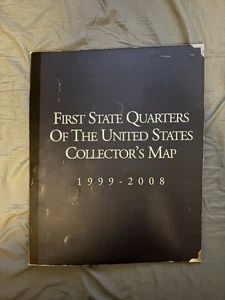 FIRST STATE QUARTERS
OF THE UNITED STATES
COLLECTOR'S MAP
1999-2008